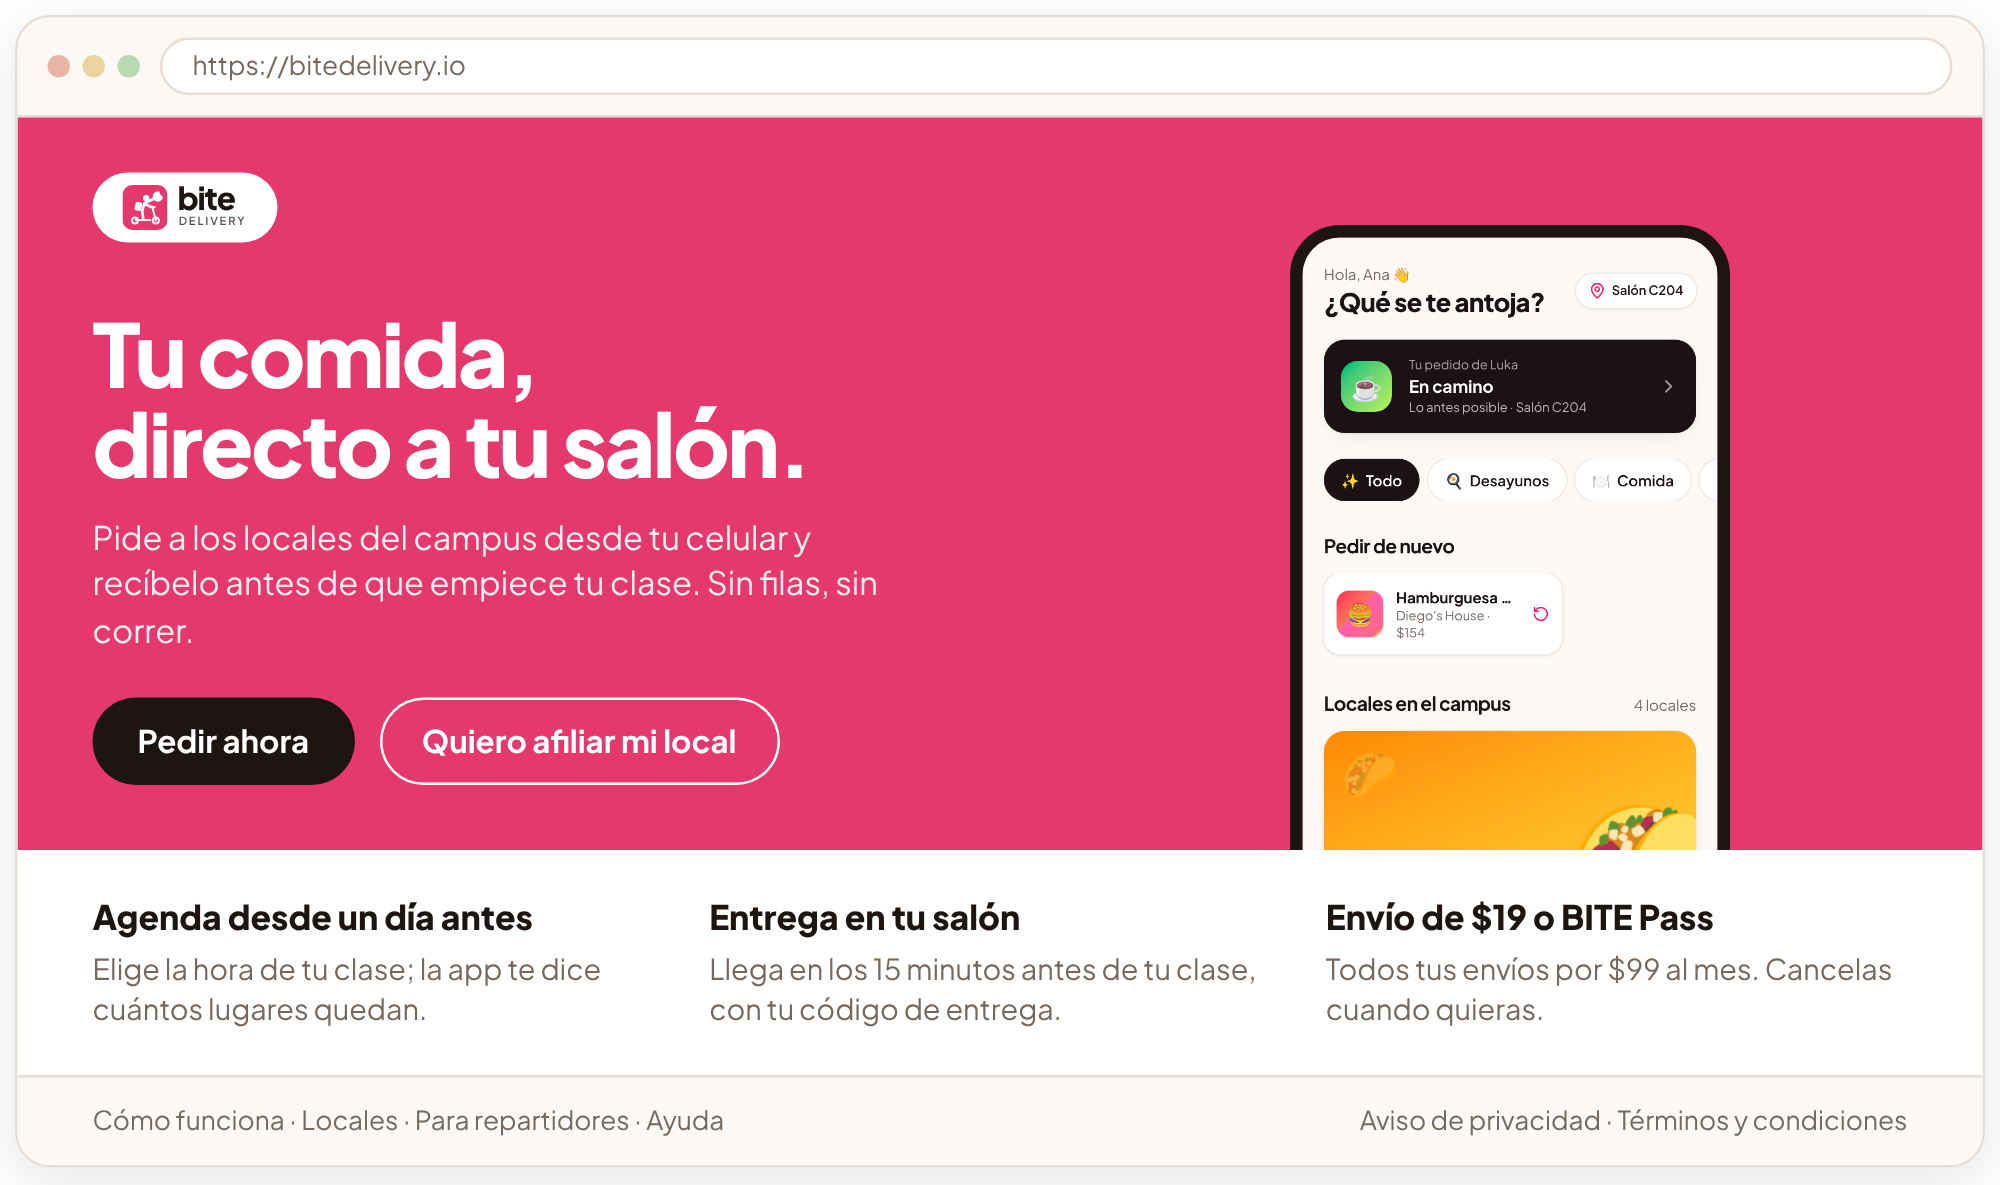 https://bitedelivery.io
bite
DELIVERY
Tu comida,
directo a tu salón.
Pide a los locales del campus desde tu celular y
recíbelo antes de que empiece tu clase. Sin filas, sin
correr.
Pedir ahora
Quiero afiliar mi local
Hola, Ana 👋
¿Qué se te antoja?
Salón C204
Tu pedido de Luka
En camino
Lo antes posible · Salón C204
Todo
Desayunos
Comida
Pedir de nuevo
Hamburguesa ...
Diego's House ·
$154
Locales en el campus
4 locales
Agenda desde un día antes
Elige la hora de tu clase; la app te dice
cuántos lugares quedan.
Entrega en tu salón
Llega en los 15 minutos antes de tu clase,
con tu código de entrega.
Envío de $19 o BITE Pass
Todos tus envíos por $99 al mes. Cancelas
cuando quieras.
Cómo funciona · Locales · Para repartidores · Ayuda
Aviso de privacidad · Términos y condiciones